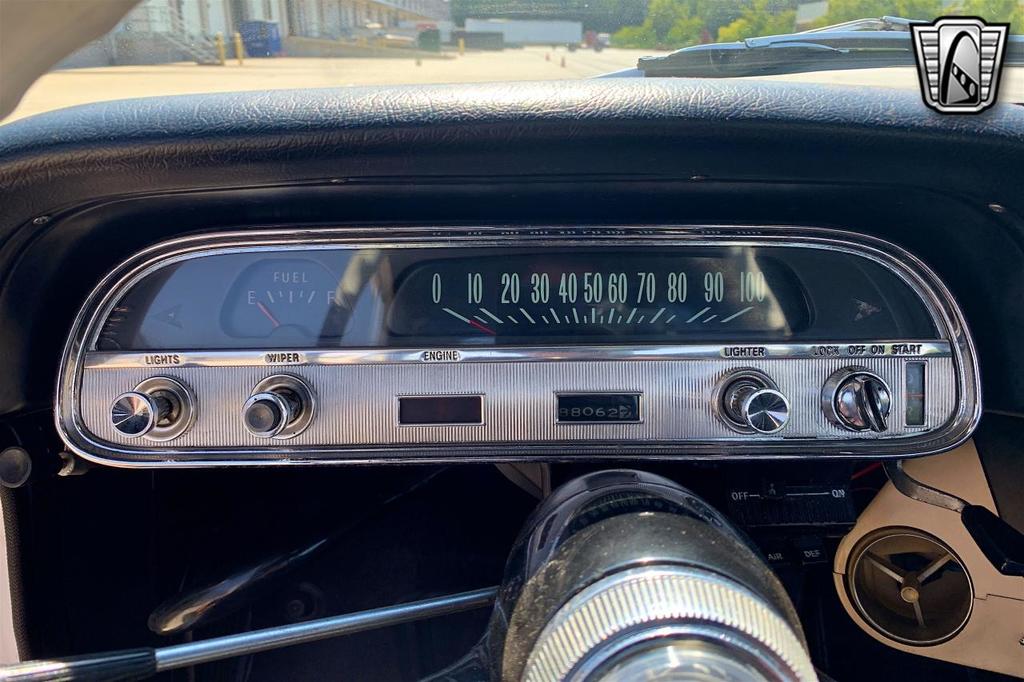 FUEL
E F
0 10 20 30 40 50 60 70 80 90 100
LIGHTS WIPER ENGINE LIGHTER LOCK OFF ON START
OFF ON
AIR DEF